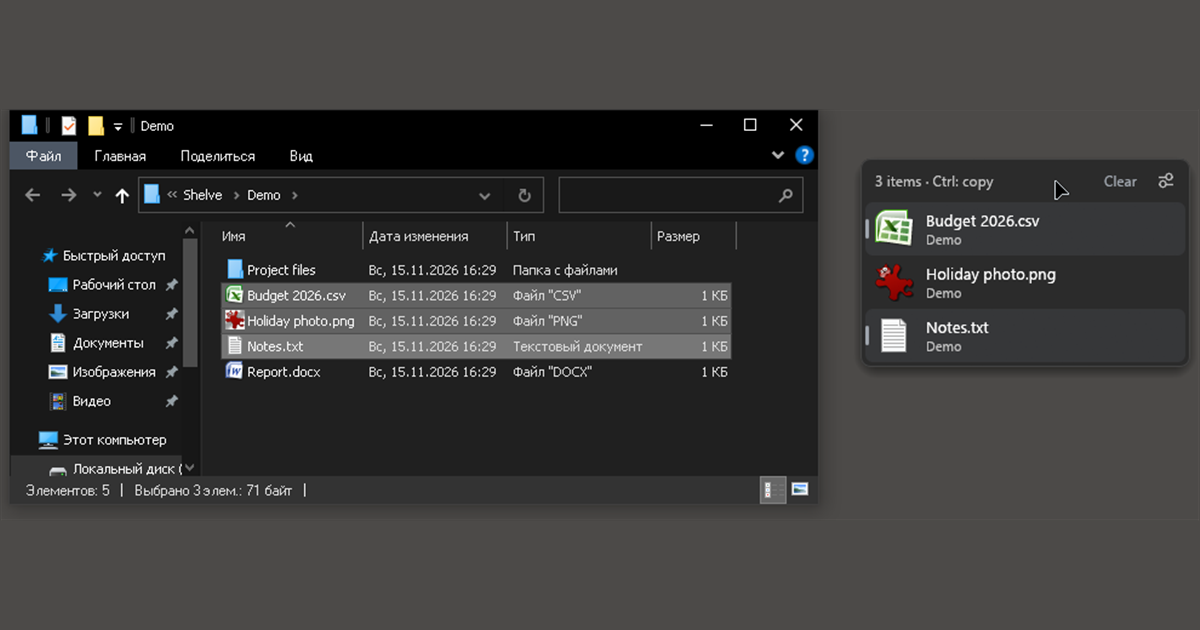 Demo
Файл Главная Поделиться Вид ?
« Shelve › Demo ›
Имя Дата изменения Тип Размер
Быстрый доступ
Рабочий стол
Загрузки
Документы
Изображения
Видео
Этот компьютер
Локальный диск (
Project files Вс, 15.11.2026 16:29 Папка с файлами
Budget 2026.csv Вс, 15.11.2026 16:29 Файл "CSV" 1 КБ
Holiday photo.png Вс, 15.11.2026 16:29 Файл "PNG" 1 КБ
Notes.txt Вс, 15.11.2026 16:29 Текстовый документ 1 КБ
Report.docx Вс, 15.11.2026 16:29 Файл "DOCX" 1 КБ
Элементов: 5 | Выбрано 3 элем.: 71 байт |
3 items · Ctrl: copy Clear
Budget 2026.csv
Demo
Holiday photo.png
Demo
Notes.txt
Demo